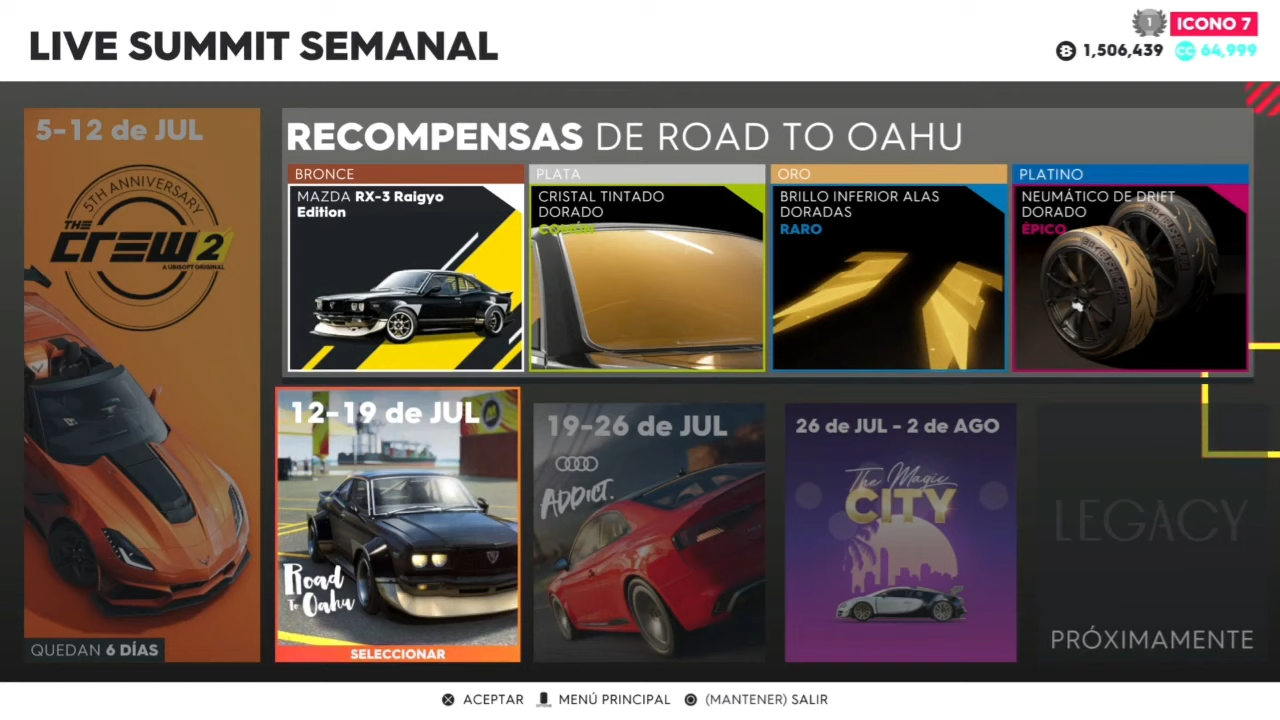 LIVE SUMMIT SEMANAL
1 ICONO 7
1,506,439 CC 64,999
5-12 de JUL
5TH ANNIVERSARY
THE
CREW 2
A UBISOFT ORIGINAL
QUEDAN 6 DÍAS
RECOMPENSAS DE ROAD TO OAHU
BRONCE
MAZDA RX-3 Raigyo
Edition
PLATA
CRISTAL TINTADO
DORADO
COMÚN
ORO
BRILLO INFERIOR ALAS
DORADAS
RARO
PLATINO
NEUMÁTICO DE DRIFT
DORADO
ÉPICO
12-19 de JUL
Road
To Oahu
SELECCIONAR
19-26 de JUL
ADDICT.
26 de JUL - 2 de AGO
The Magic
CITY
LEGACY
PRÓXIMAMENTE
ACEPTAR
OPTIONS
MENÚ PRINCIPAL
(MANTENER) SALIR